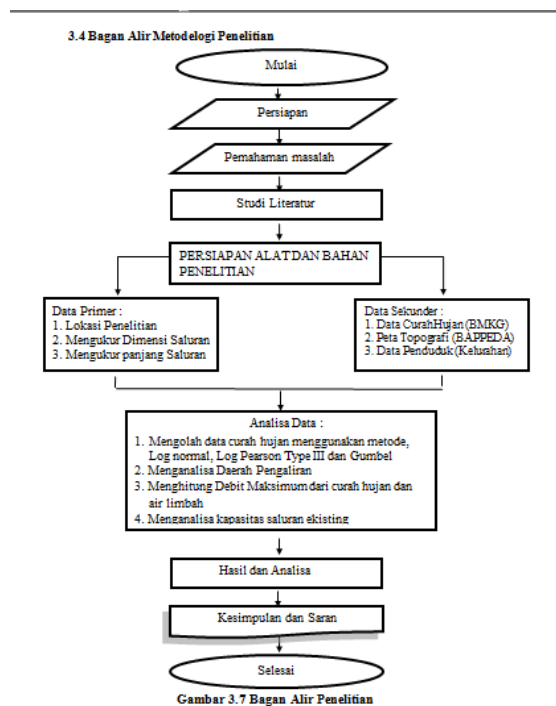 3.4 Bagan Alir Metodelogi Penelitian
Mulai
Persiapan
Pemahaman masalah
Studi Literatur
PERSIAPAN ALAT DAN BAHAN
PENELITIAN
Data Primer :
1. Lokasi Penelitian
2. Mengukur Dimensi Saluran
3. Mengukur panjang Saluran
Data Sekunder :
1. Data CurahHujan (BMKG)
2. Peta Topografi (BAPPEDA)
3. Data Penduduk (Kelurahan)
Analisa Data :
1. Mengolah data curah hujan menggunakan metode,
Log normal, Log Pearson Type III dan Gumbel
2. Menganalisa Daerah Pengaliran
3. Menghitung Debit Maksimum dari curah hujan dan
air limbah
4. Menganalisa kapasitas saluran ekisting
Hasil dan Analisa
Kesimpulan dan Saran
Selesai
Gambar 3.7 Bagan Alir Penelitian